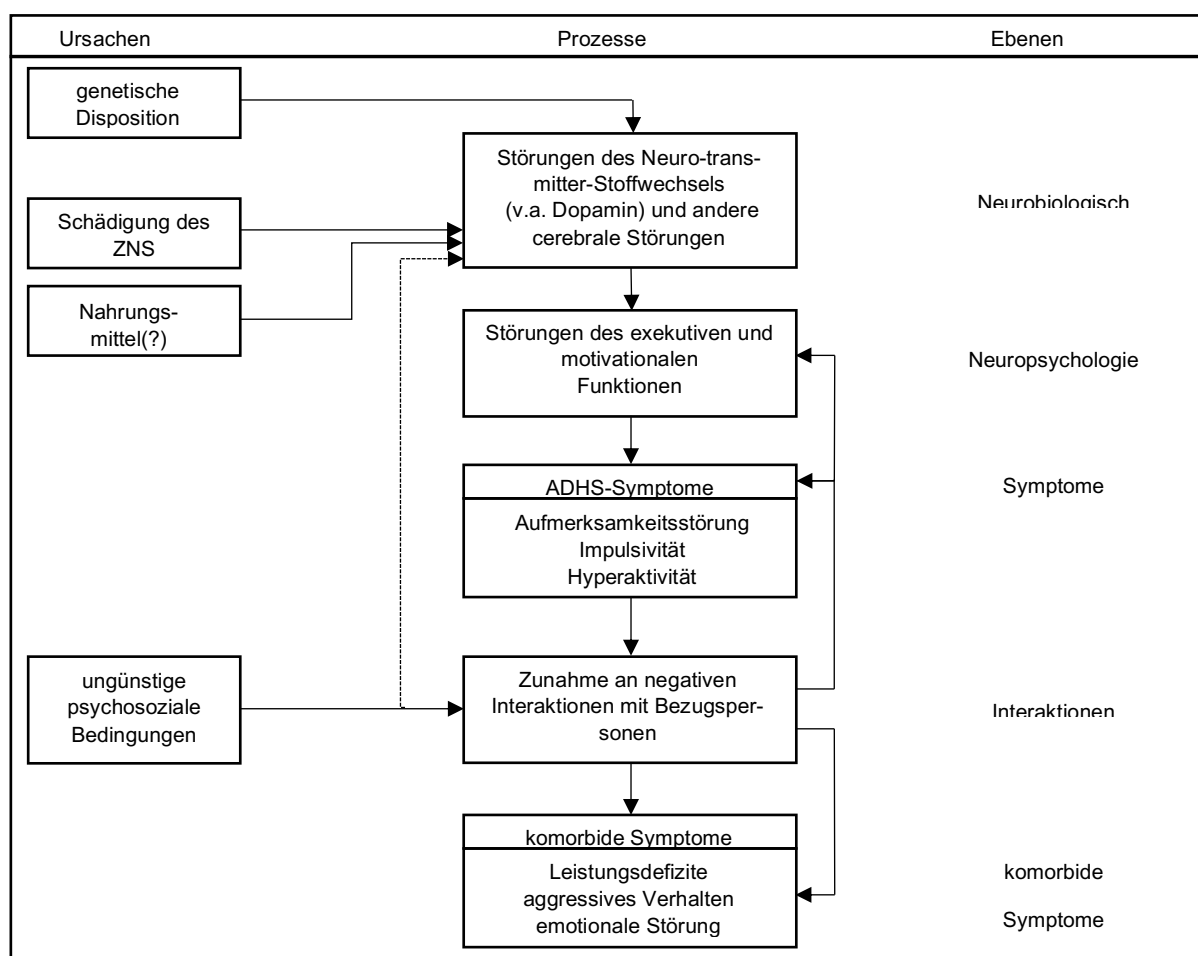 Ursachen
Prozesse
Ebenen
genetische
Disposition
Störungen des Neuro-trans-
mitter-Stoffwechsels
(v.a. Dopamin) und andere
cerebrale Störungen
Neurobiologisch
Schädigung des
ZNS
Nahrungs-
mittel(?)
Störungen des exekutiven und
motivationalen
Funktionen
Neuropsychologie
ADHS-Symptome
Symptome
Aufmerksamkeitsstörung
Impulsivität
Hyperaktivität
ungünstige
psychosoziale
Bedingungen
Zunahme an negativen
Interaktionen mit Bezugsper-
sonen
Interaktionen
komorbide Symptome
Leistungsdefizite
aggressives Verhalten
emotionale Störung
komorbide
Symptome